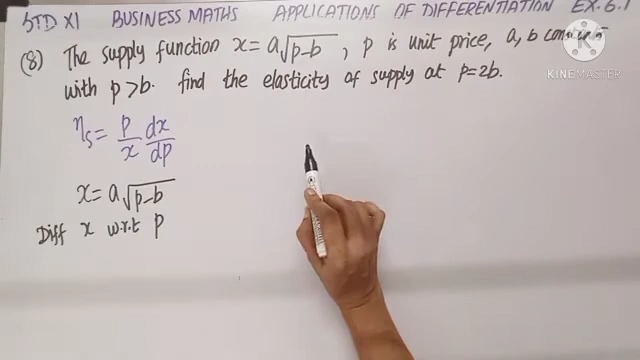 STD XI BUSINESS MATHS APPLICATIONS OF DIFFERENTIATION EX.6.1
(8) The supply function x = a√(p-b), p is unit price, a, b
with p > b. find the elasticity of supply at p=2b.
ηs = p/x dx/dp
x = a√(p-b)
Diff x w.r.t p
KINEMASTER